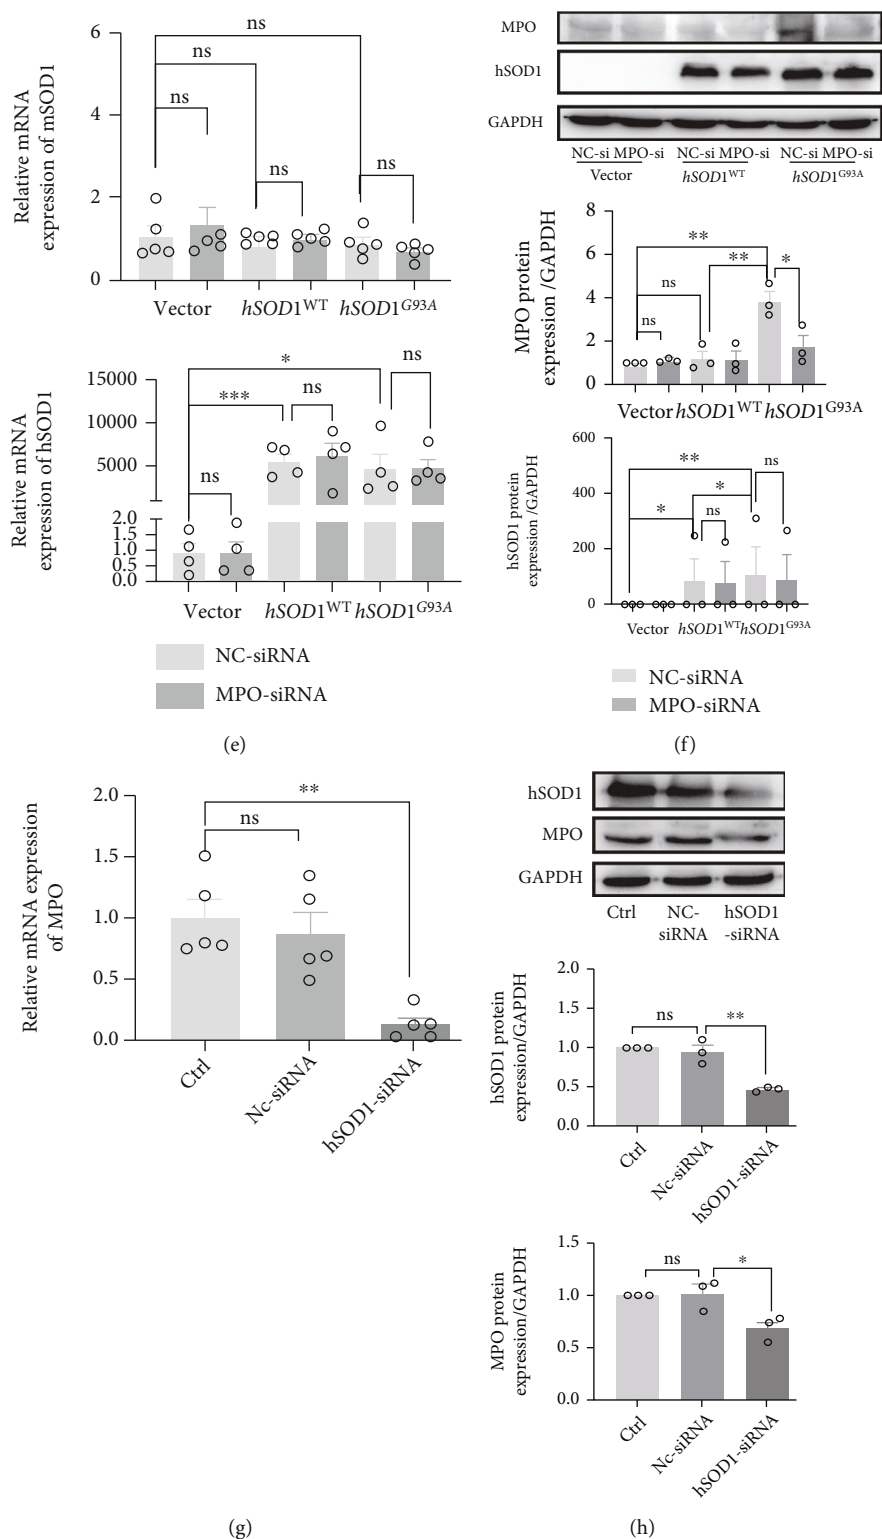 Relative mRNA
expression of mSOD1
6
4
2
0
ns
ns
ns
ns
ns
Vector
hSOD1WT
hSOD1G93A
Relative mRNA
expression of hSOD1
15000
10000
5000
2.0
1.5
1.0
0.5
0.0
*
***
ns
ns
ns
Vector
hSOD1WT
hSOD1G93A
NC-siRNA
MPO-siRNA
(e)
MPO
hSOD1
GAPDH
NC-si MPO-si
NC-si MPO-si
NC-si MPO-si
Vector
hSOD1WT
hSOD1G93A
MPO protein
expression /GAPDH
8
6
4
2
0
**
**
*
ns
ns
Vector
hSOD1WT
hSOD1G93A
hSOD1 protein
expression /GAPDH
600
400
200
0
**
ns
*
*
ns
Vector
hSOD1WT
hSOD1G93A
NC-siRNA
MPO-siRNA
(f)
Relative mRNA expression
of MPO
2.0
1.5
1.0
0.5
0.0
**
ns
Ctrl
Nc-siRNA
hSOD1-siRNA
(g)
hSOD1
MPO
GAPDH
Ctrl
NC-
siRNA
hSOD1
-siRNA
hSOD1 protein
expression/GAPDH
2.0
1.5
1.0
0.5
0.0
ns
**
Ctrl
Nc-siRNA
hSOD1-siRNA
MPO protein
expression/GAPDH
1.5
1.0
0.5
0.0
ns
*
Ctrl
Nc-siRNA
hSOD1-siRNA
(h)